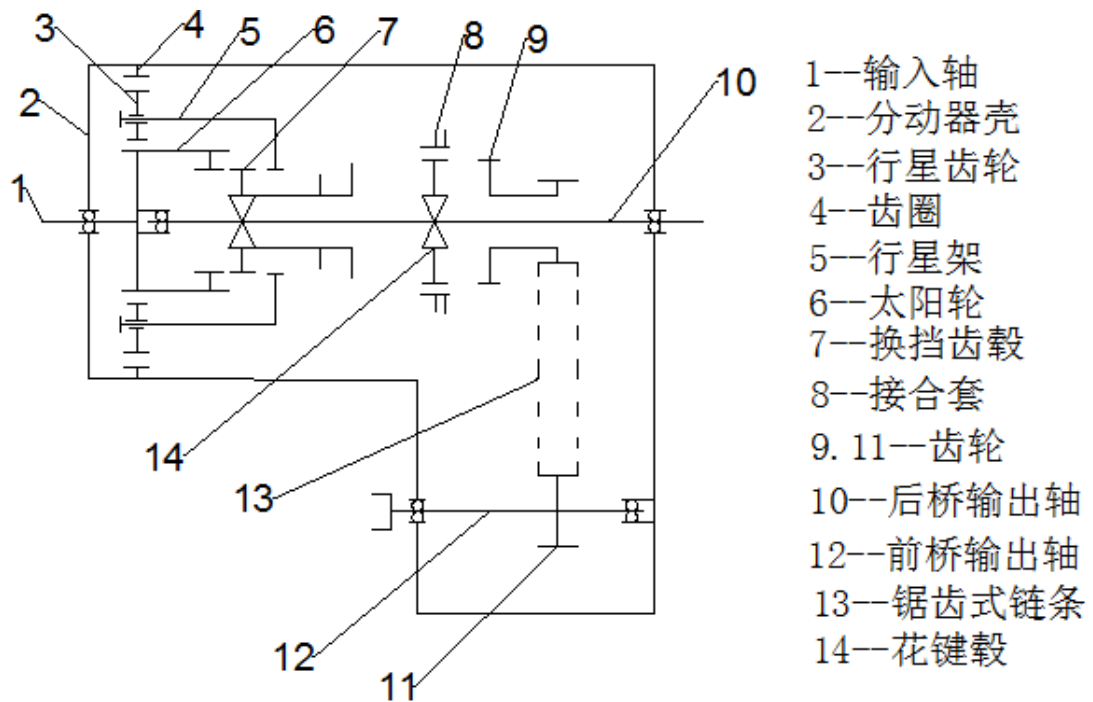 3 4 5 6 7 8 9
2 10
1
14
13
12
11
1--输入轴
2--分动器壳
3--行星齿轮
4--齿圈
5--行星架
6--太阳轮
7--换挡齿毂
8--接合套
9.11--齿轮
10--后桥输出轴
12--前桥输出轴
13--锯齿式链条
14--花键毂